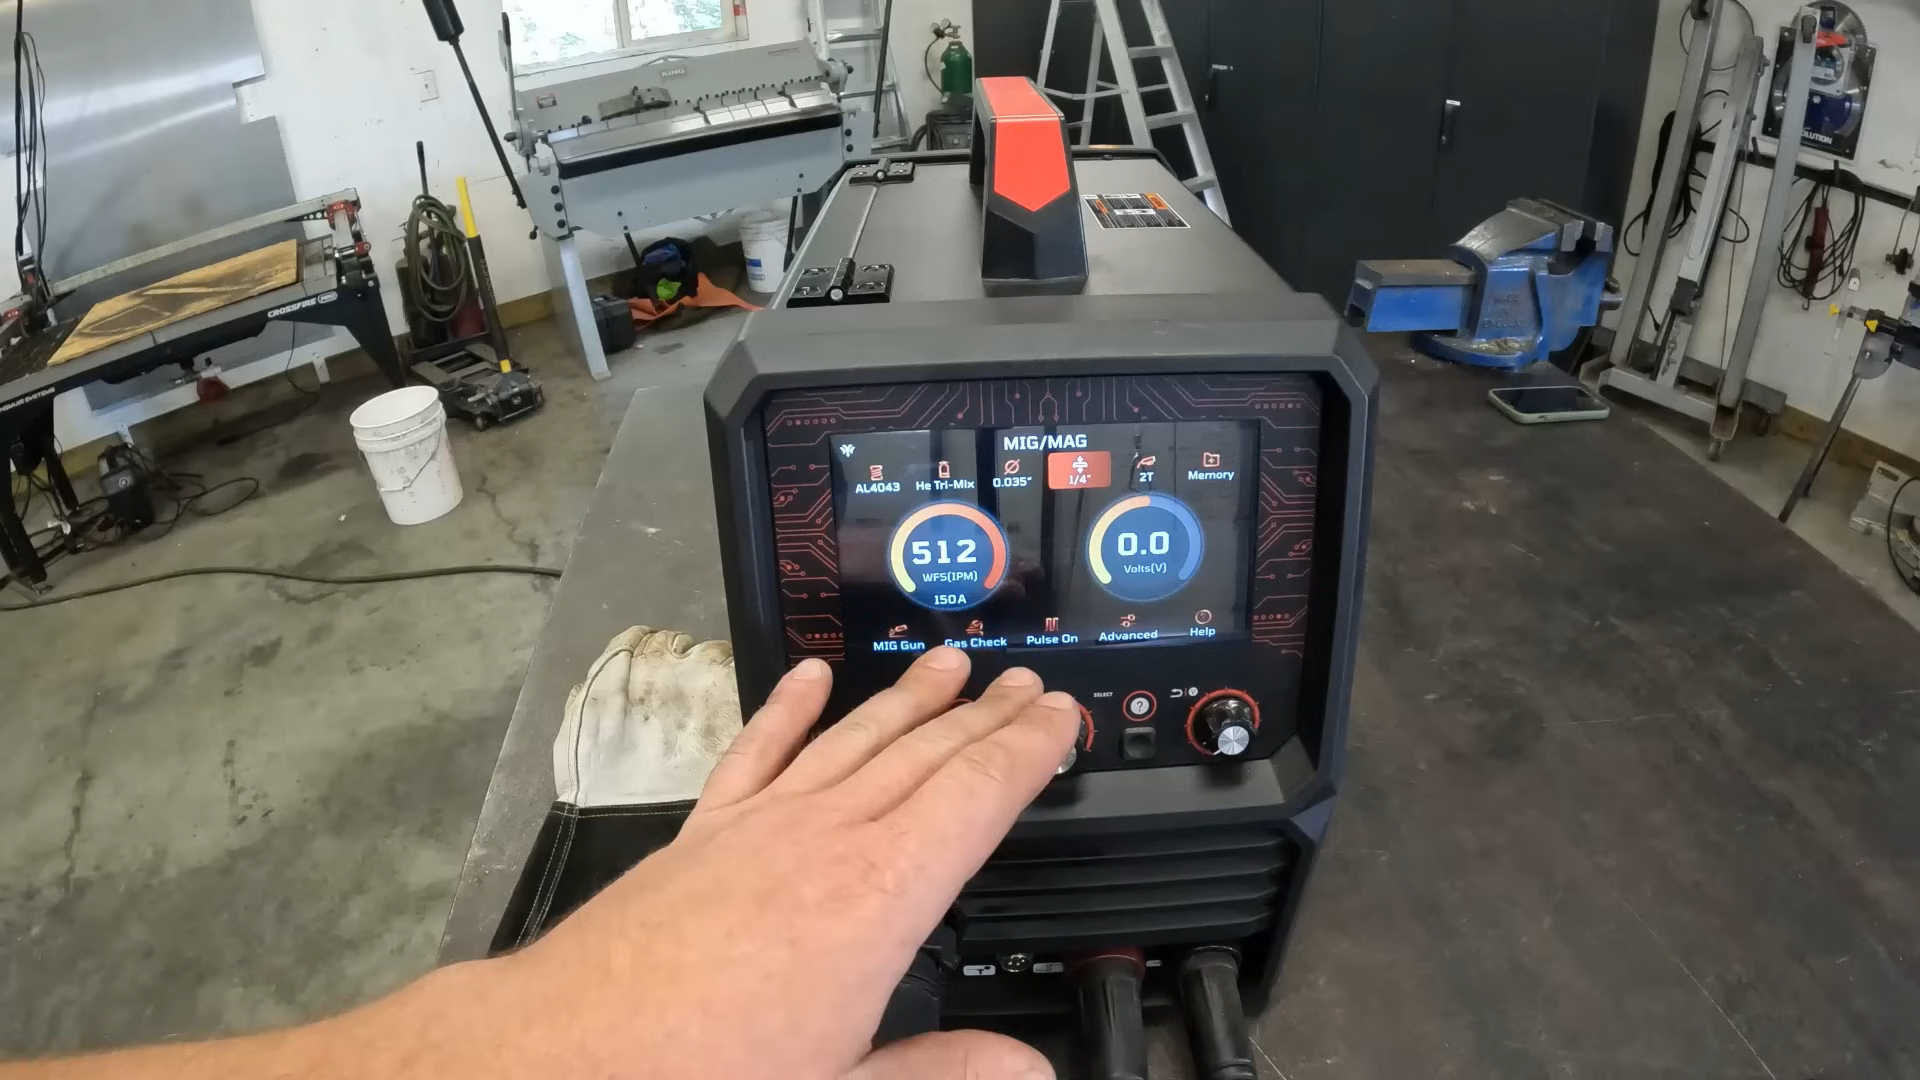 KING
CROSSFIRE PRO
MIG/MAG
AL4043
He Tri-Mix
0.035"
1/4"
2T
Memory
512
WFS(IPM)
150A
0.0
Volts(V)
MIG Gun
Gas Check
Pulse On
Advanced
Help
SELECT
?
V